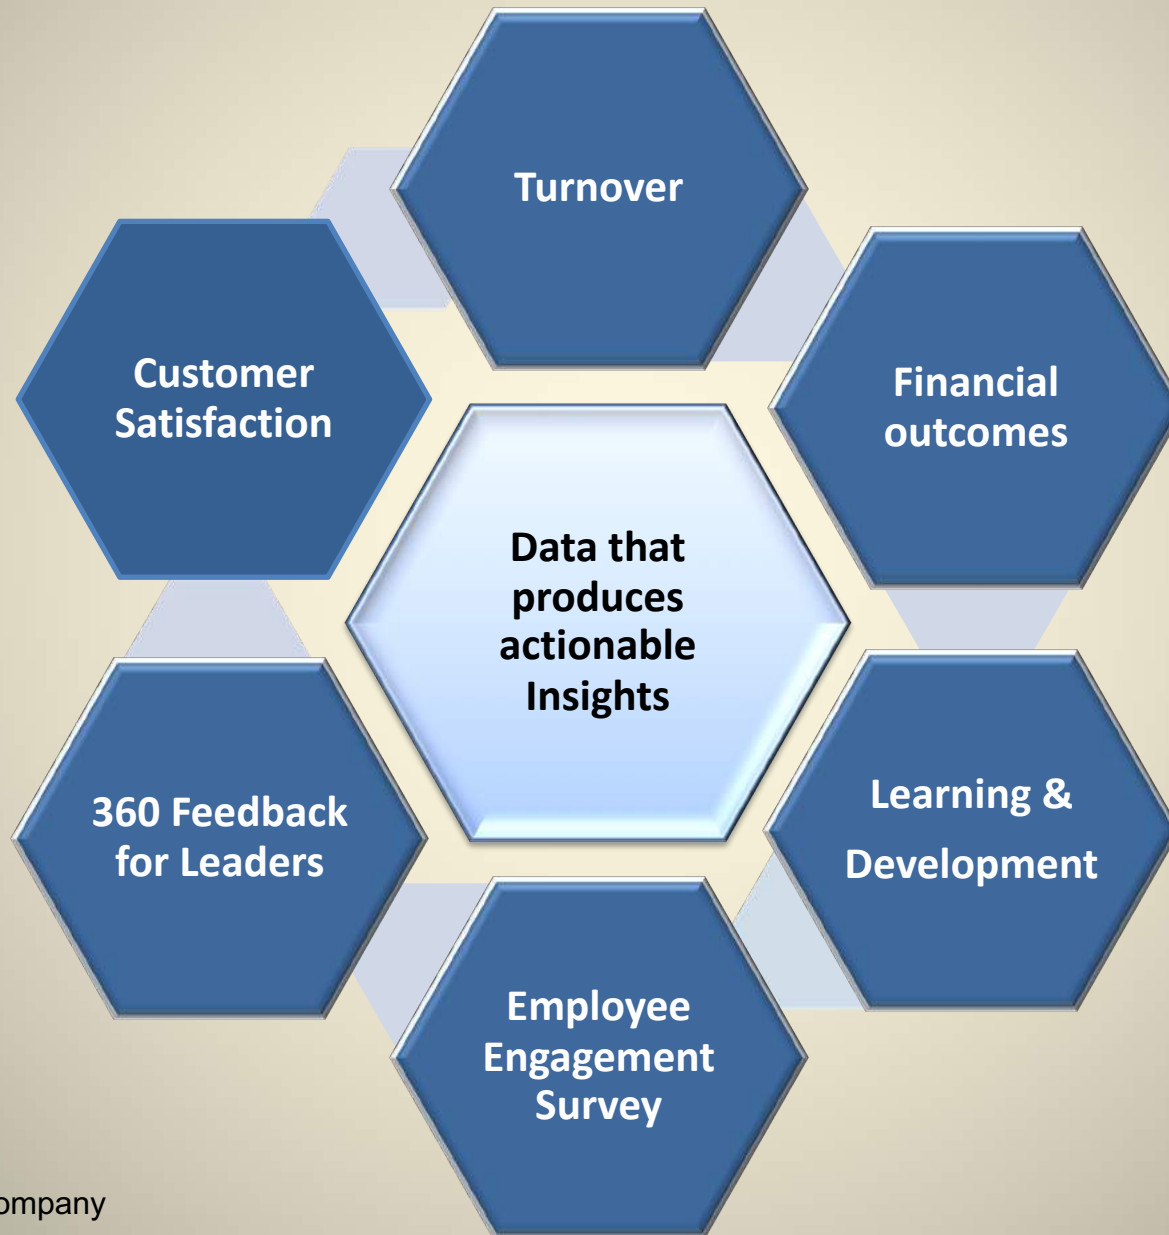 Turnover
Customer
Satisfaction
Financial
outcomes
Data that
produces
actionable
Insights
360 Feedback
for Leaders
Learning &
Development
Employee
Engagement
Survey